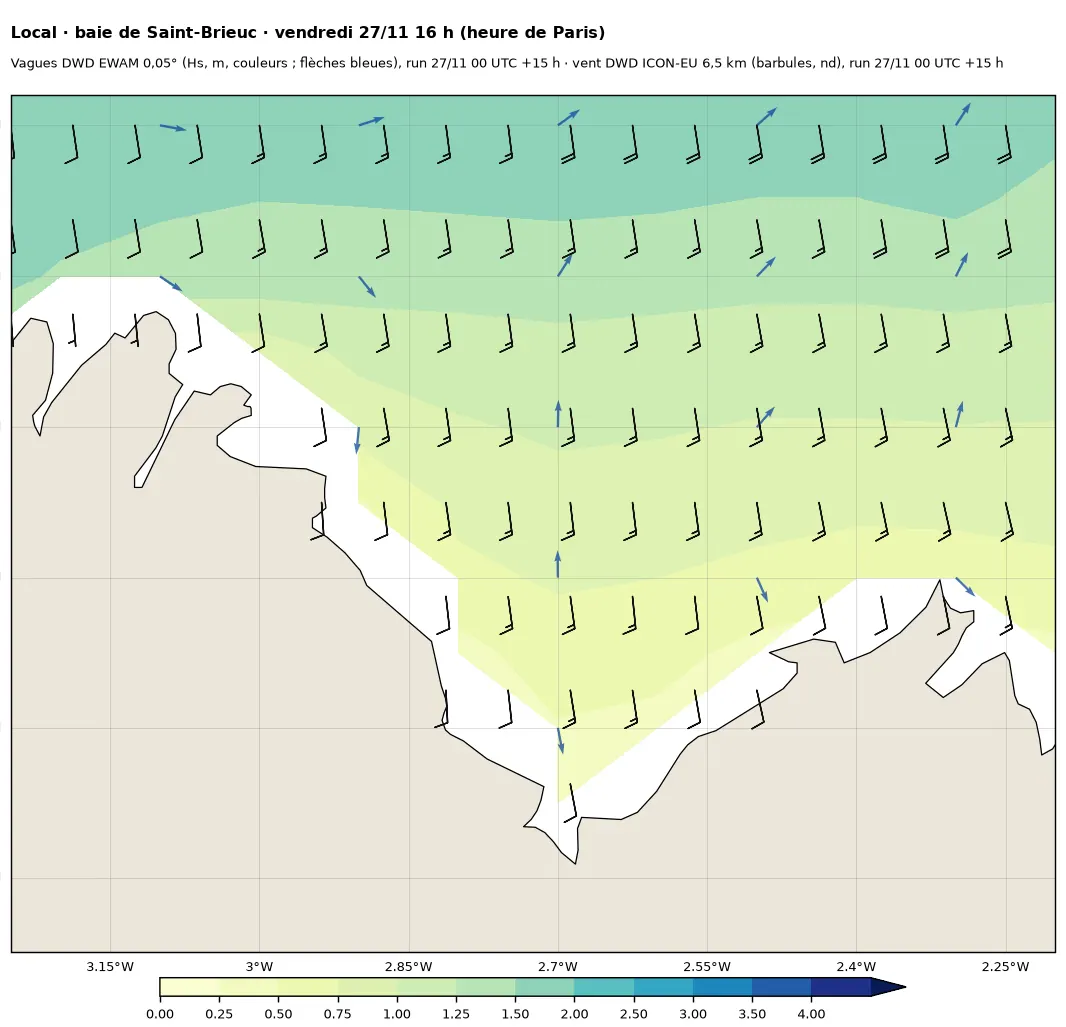 Local · baie de Saint-Brieuc · vendredi 27/11 16 h (heure de Paris)
Vagues DWD EWAM 0,05° (Hs, m, couleurs ; flèches bleues), run 27/11 00 UTC +15 h · vent DWD ICON-EU 6,5 km (barbules, nd), run 27/11 00 UTC +15 h
3.15°W 3°W 2.85°W 2.7°W 2.55°W 2.4°W 2.25°W
0.00 0.25 0.50 0.75 1.00 1.25 1.50 2.00 2.50 3.00 3.50 4.00